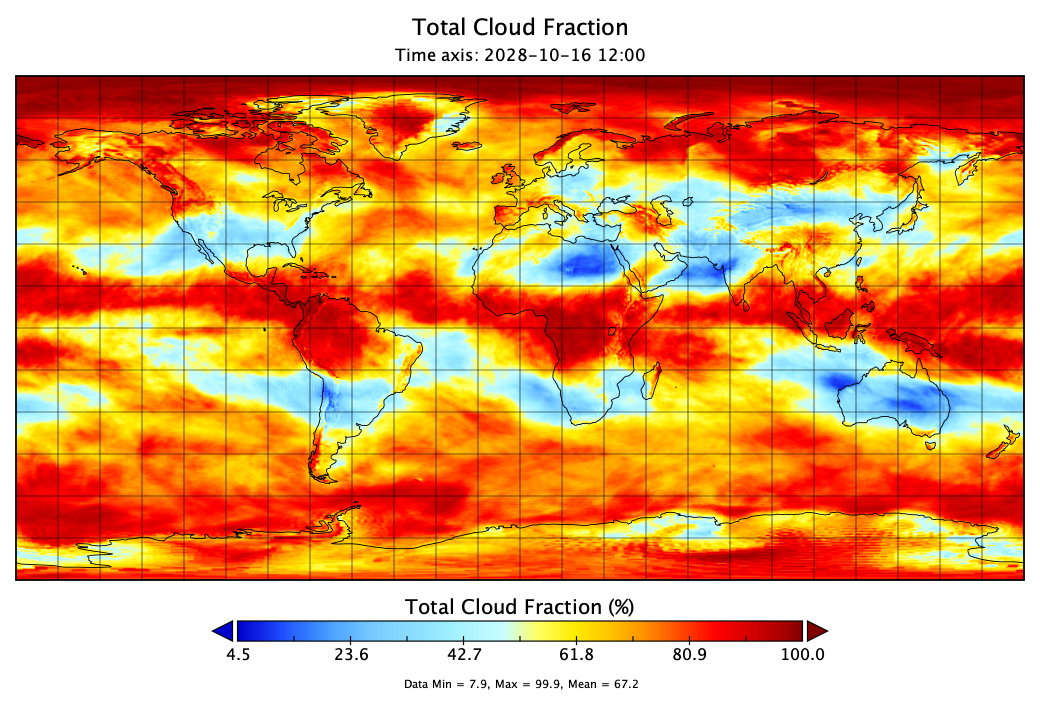 Total Cloud Fraction
Time axis: 2028-10-16 12:00
Total Cloud Fraction (%)
4.5 23.6 42.7 61.8 80.9 100.0
Data Min = 7.9, Max = 99.9, Mean = 67.2